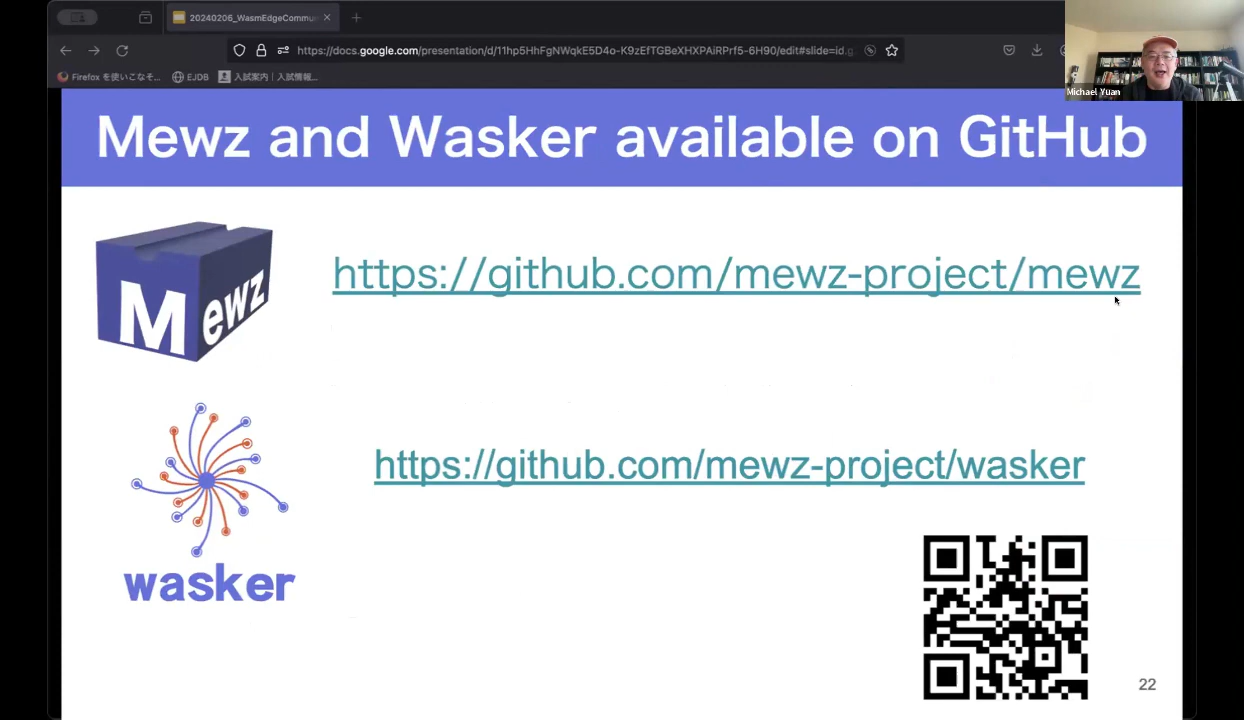 20240206_WasmEdgeCommun
https://docs.google.com/presentation/d/11hp5HhFgNWqkE5D4o-K9zEfTGBeXHXPAiRPrf5-6H90/edit#slide=id.g
Firefox を使いこなそ... EJDB 入試案内 | 入試情報...
Michael Yuan
Mewz and Wasker available on GitHub
Mewz
https://github.com/mewz-project/mewz
https://github.com/mewz-project/wasker
wasker
22